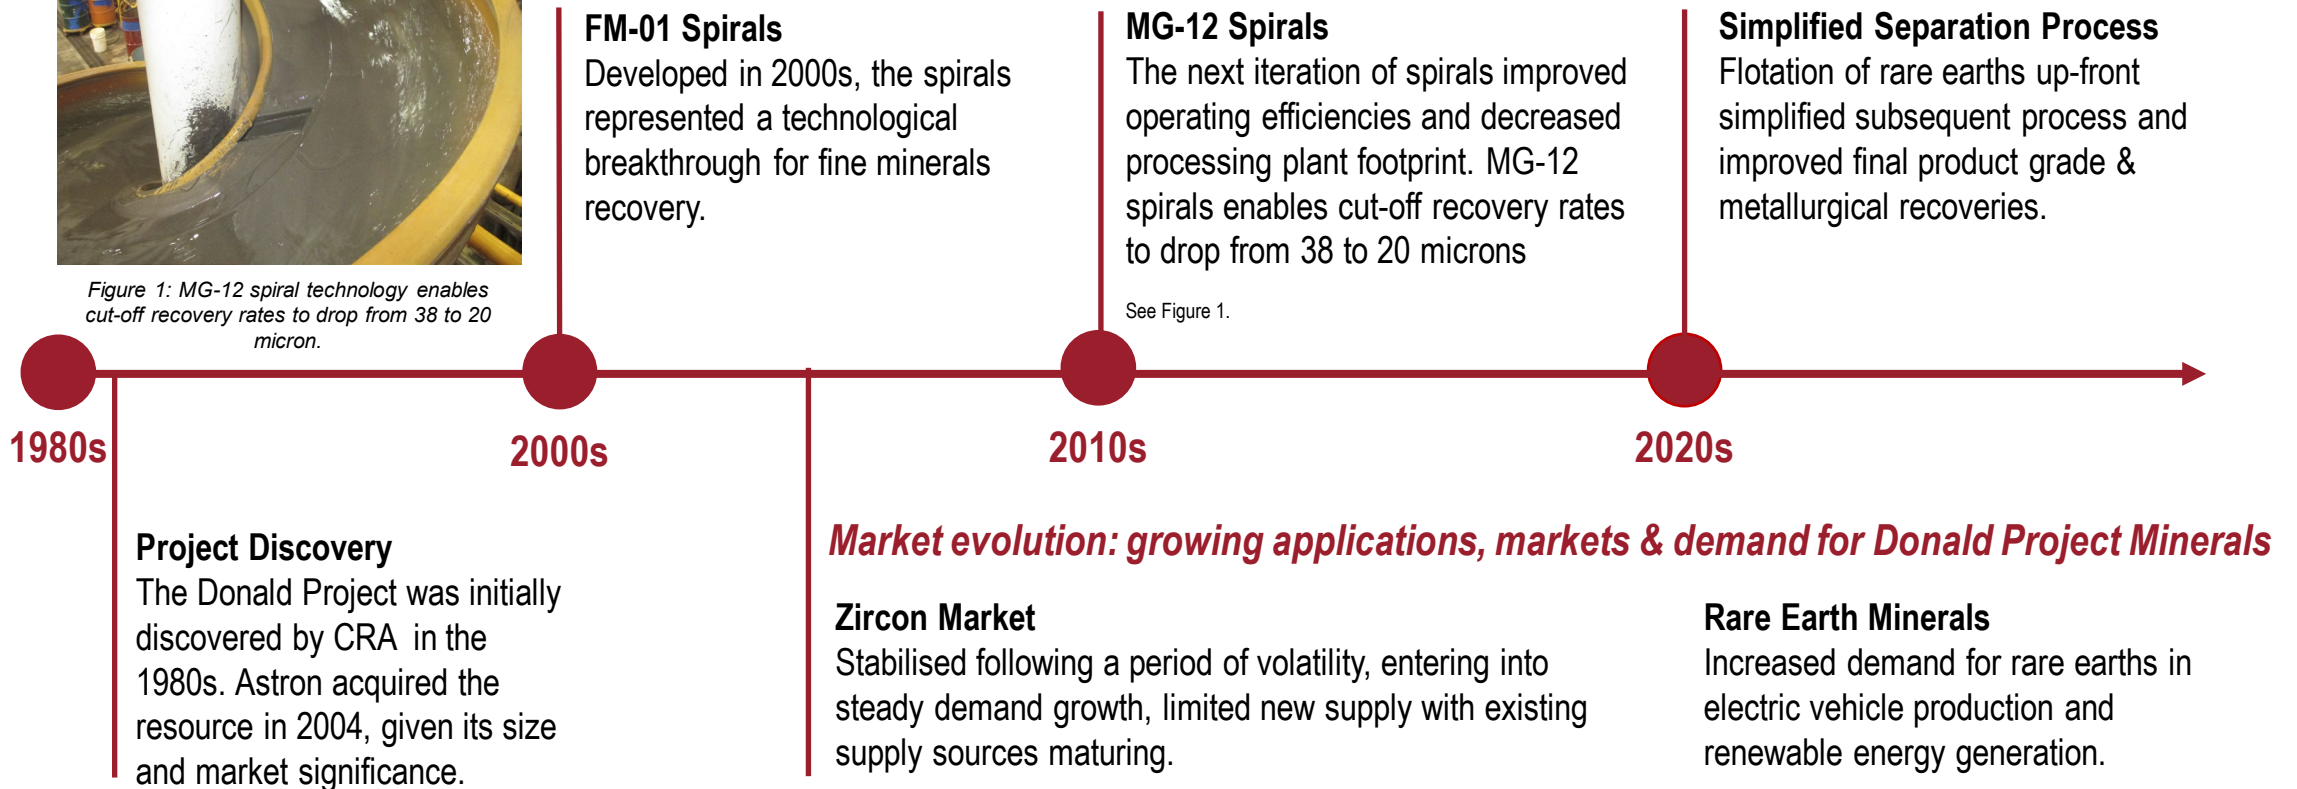 FM-01 Spirals
Developed in 2000s, the spirals
represented a technological
breakthrough for fine minerals
recovery.
MG-12 Spirals
The next iteration of spirals improved
operating efficiencies and decreased
processing plant footprint. MG-12
spirals enables cut-off recovery rates
to drop from 38 to 20 microns
See Figure 1.
Simplified Separation Process
Flotation of rare earths up-front
simplified subsequent process and
improved final product grade &
metallurgical recoveries.
Figure 1: MG-12 spiral technology enables
cut-off recovery rates to drop from 38 to 20
micron.
1980s
2000s
2010s
2020s
Project Discovery
The Donald Project was initially
discovered by CRA in the
1980s. Astron acquired the
resource in 2004, given its size
and market significance.
Market evolution: growing applications, markets & demand for Donald Project Minerals
Zircon Market
Stabilised following a period of volatility, entering into
steady demand growth, limited new supply with existing
supply sources maturing.
Rare Earth Minerals
Increased demand for rare earths in
electric vehicle production and
renewable energy generation.